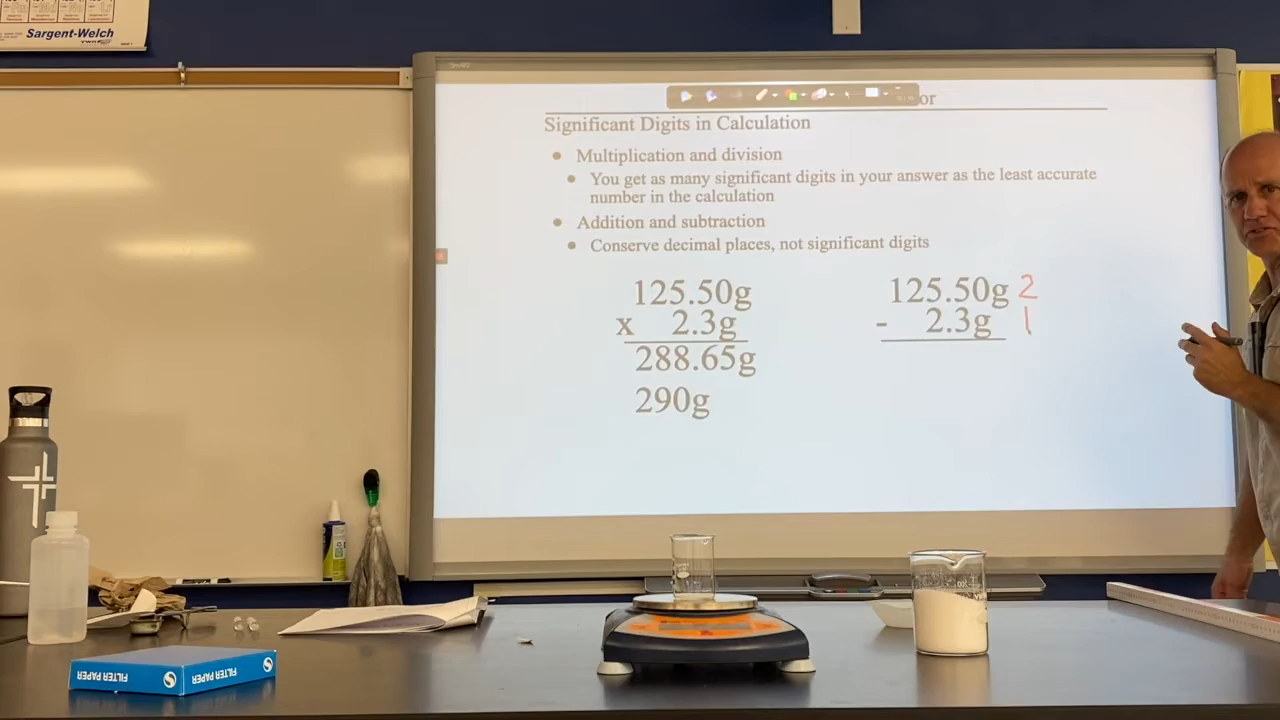 Sargent-Welch
SMART
or
Significant Digits in Calculation
• Multiplication and division
• You get as many significant digits in your answer as the least accurate
number in the calculation
• Addition and subtraction
• Conserve decimal places, not significant digits
125.50g
x 2.3g
288.65g
290g
125.50g 2
- 2.3g 1
FILTER PAPER
FILTER PAPER